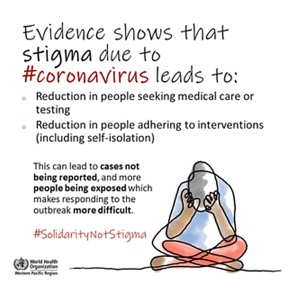 Evidence shows that
stigma due to
#coronavirus leads to:
Reduction in people seeking medical care or
testing
Reduction in people adhering to interventions
(including self-isolation)
This can lead to cases not
being reported, and more
people being exposed which
makes responding to the
outbreak more difficult.
#SolidarityNotStigma
World Health
Organization
Western Pacific Region